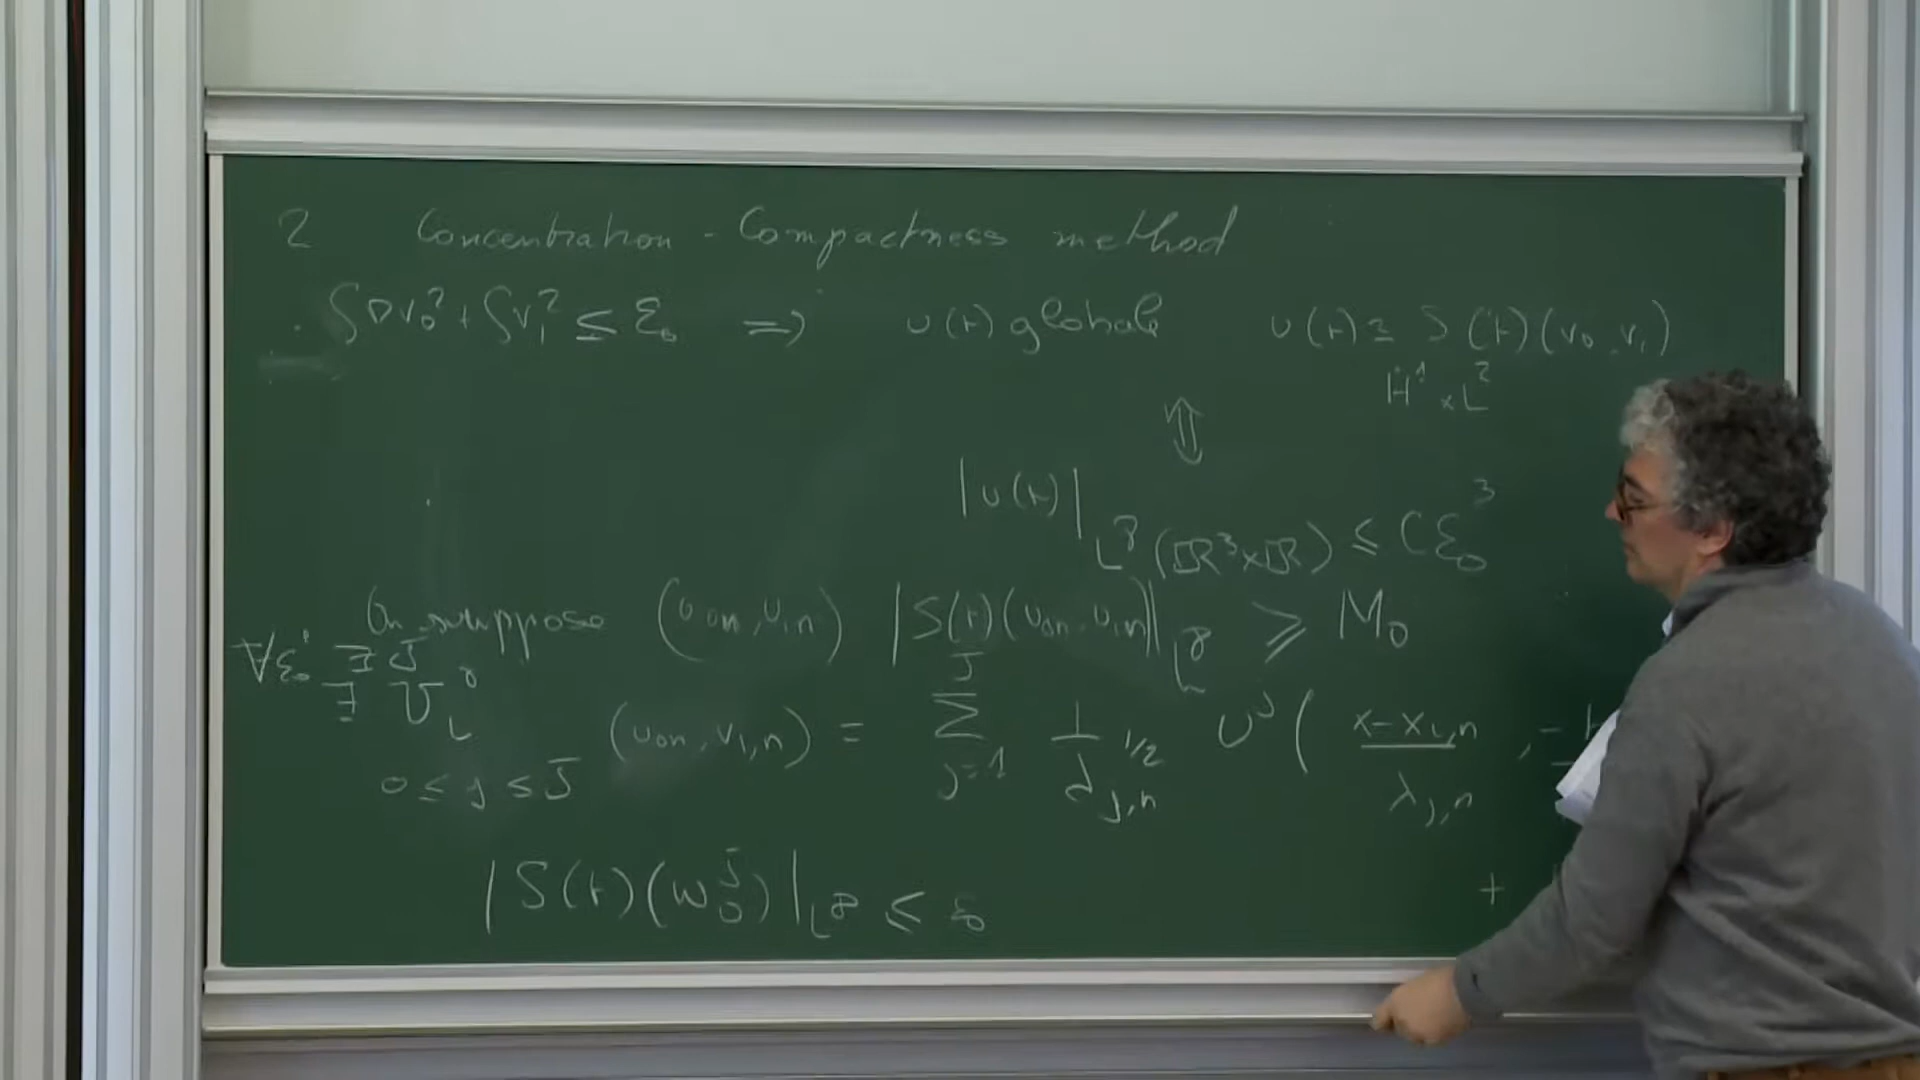 2 Concentration - Compactness method
∫∇v₀² + ∫v₁² ≤ ε₀ ⟹ u(t) globale u(t) ≃ S(t)(v₀, v₁)
Ḣ¹ × L²
⇕
|u(t)|_{L⁸(ℝ³×ℝ)} ≤ Cε₀³
On suppose (u₀ₙ, u₁ₙ) |S(t)(u₀ₙ, u₁ₙ)|_{L⁸} ≥ M₀
∀ε₀ ∃ J
∃ U_L^j
0 ≤ j ≤ J
(u₀ₙ, v₁,ₙ) = Σ_{j=1}^{J} 1/λ_{j,n}^{1/2} U^j ( (x - x_{j,n})/λ_{j,n} , -
+
|S(t)(w₀^J)|_{L⁸} ≤ ε₀